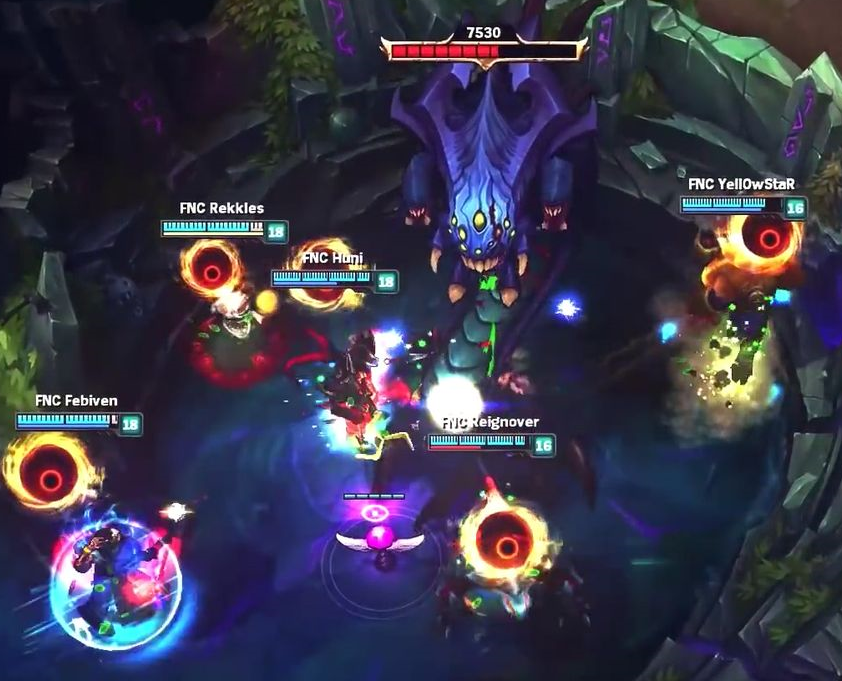 7530
FNC YellOwStaR
16
FNC Rekkles
18
FNC Huni
18
FNC Febiven
18
FNC Reignover
16